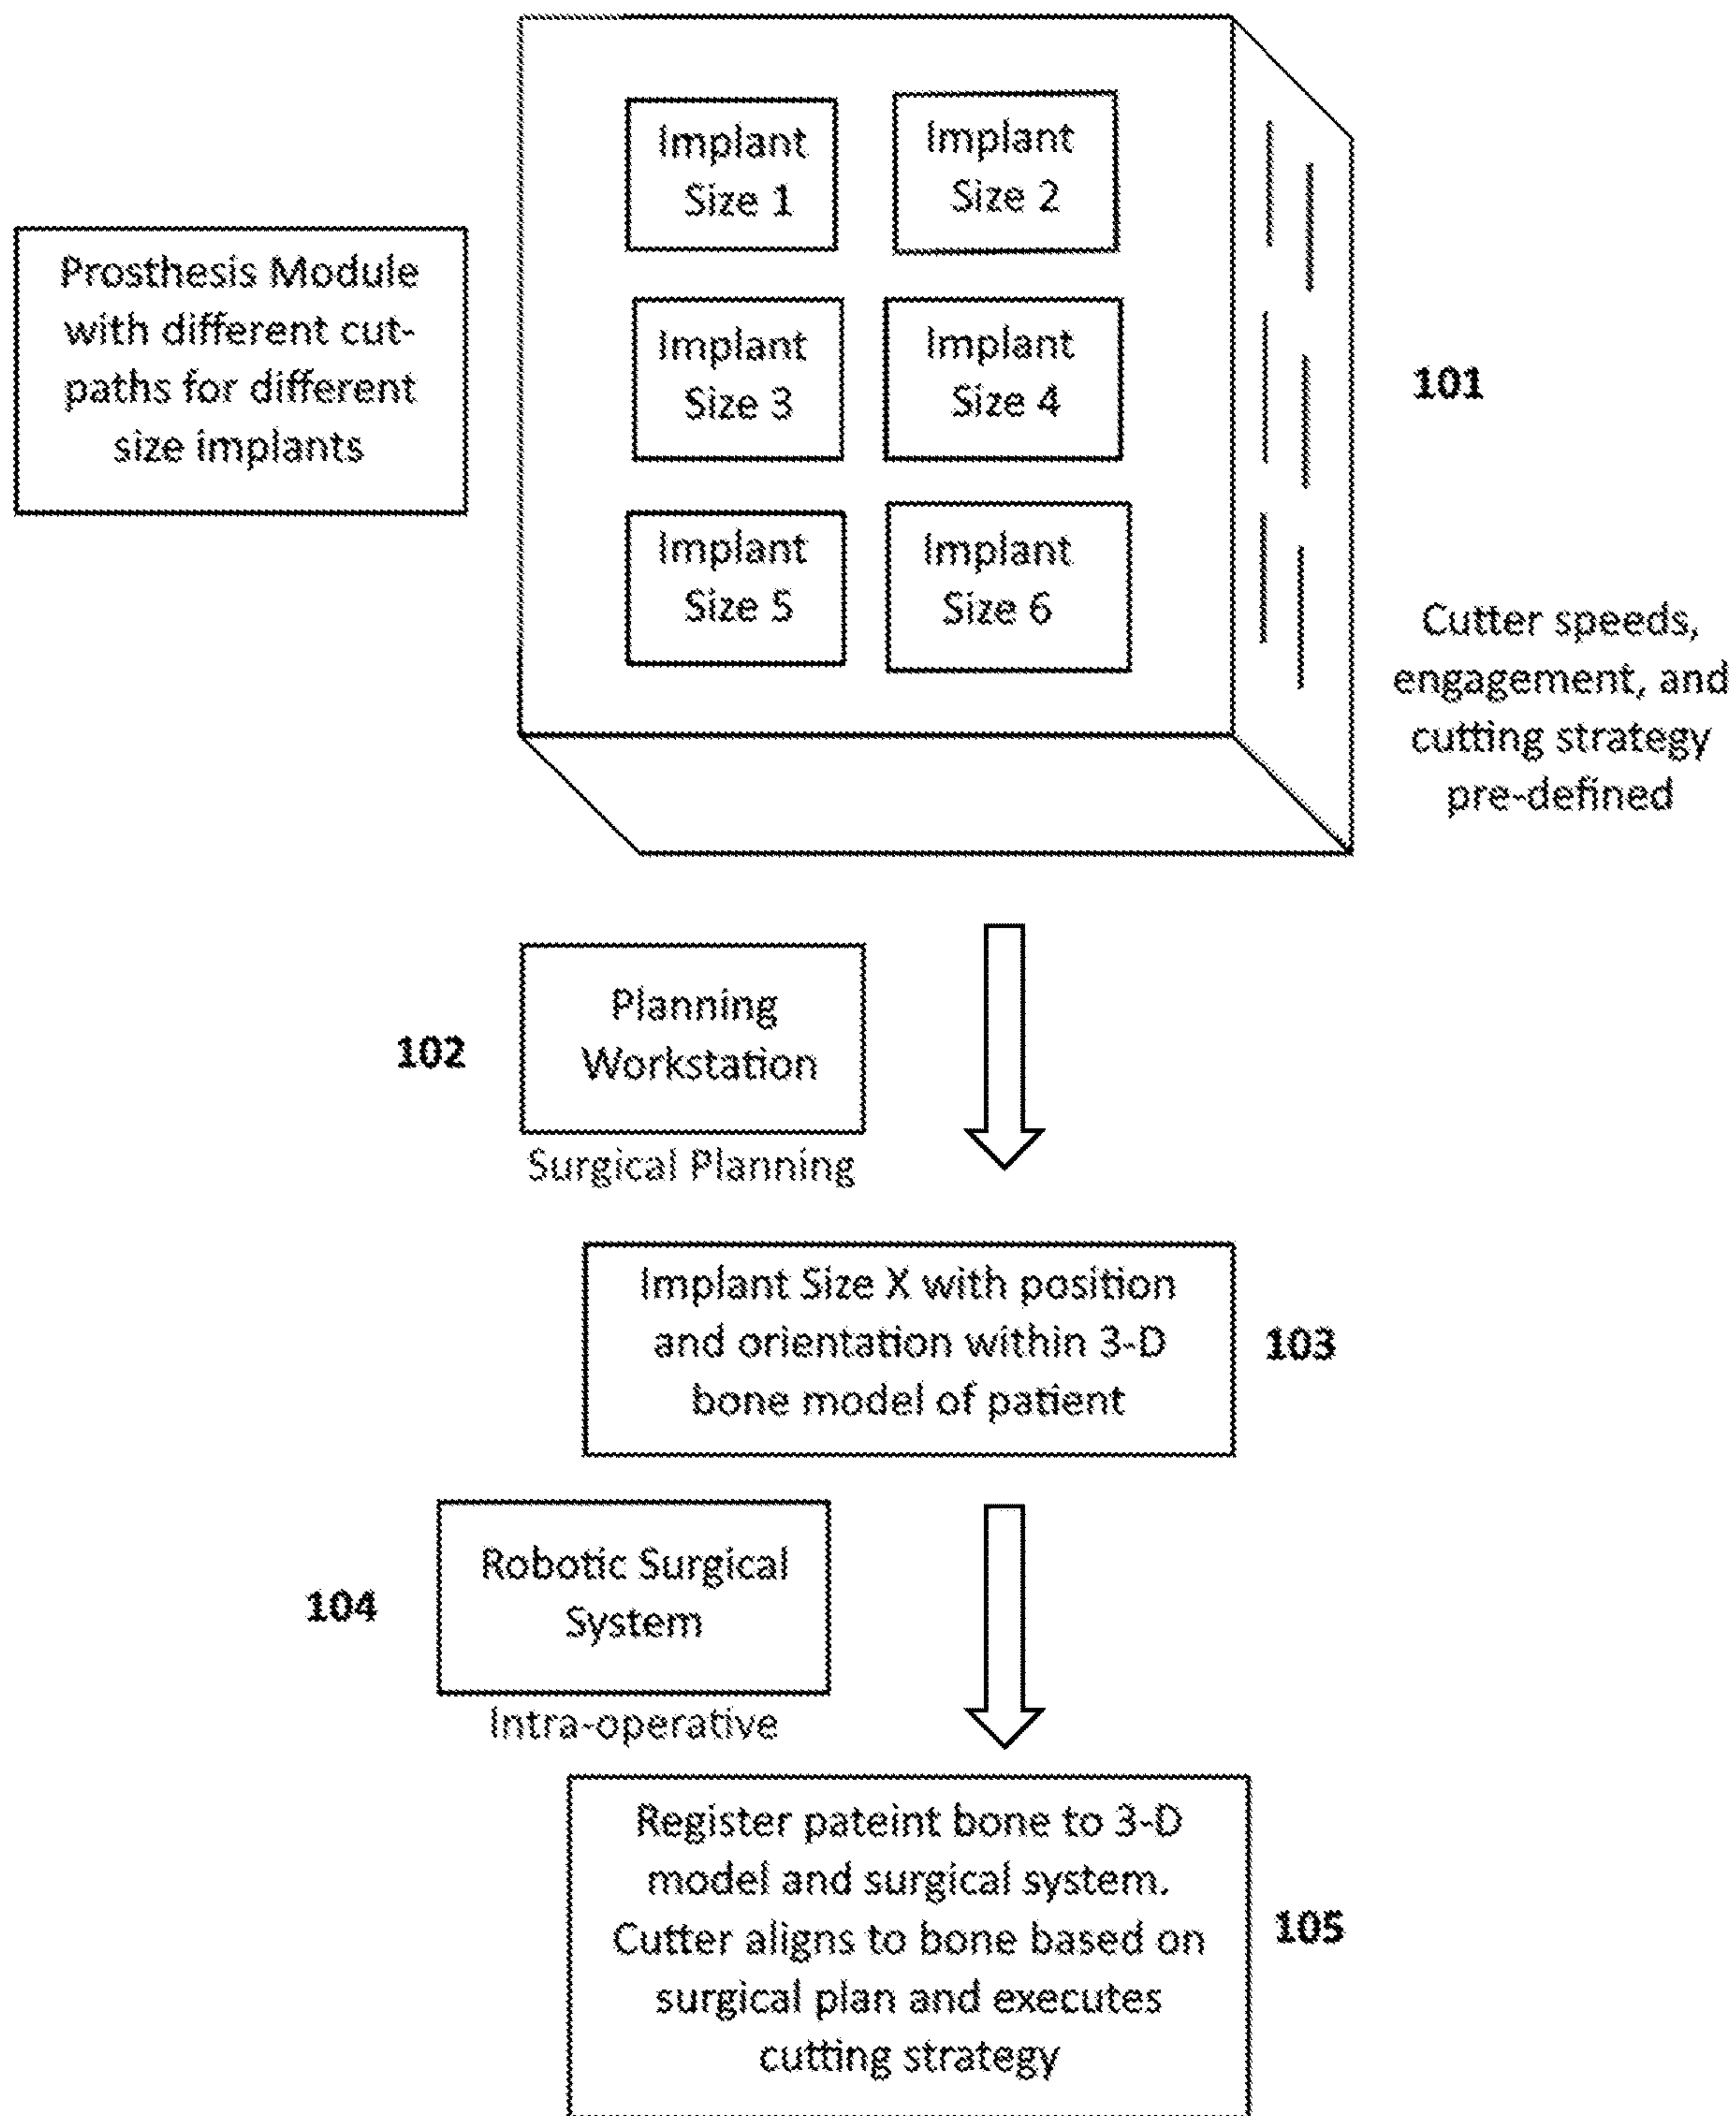 Implant
Size 1
Implant
Size 2
Prosthesis Module
with different cut-
paths for different
size implants
Implant
Size 3
Implant
Size 4
101
Implant
Size 5
Implant
Size 6
Cutter speeds,
engagement, and
cutting strategy
pre-defined
102
Planning
Workstation
Surgical Planning
Implant Size X with position
and orientation within 3-D
bone model of patient
103
104
Robotic Surgical
System
Intra-operative
Register pateint bone to 3-D
model and surgical system.
Cutter aligns to bone based on
surgical plan and executes
cutting strategy
105